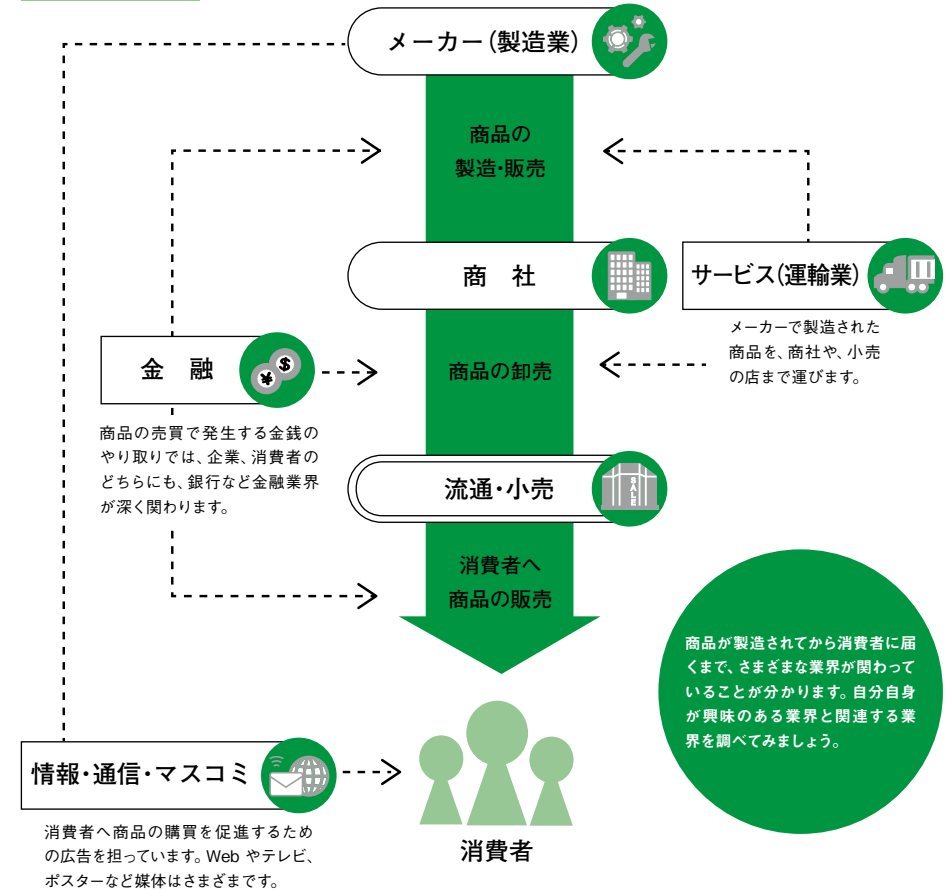 メーカー（製造業）
商品の
製造・販売
商　社
サービス（運輸業）
メーカーで製造された
商品を、商社や、小売
の店まで運びます。
金　融
¥
$
商品の卸売
商品の売買で発生する金銭の
やり取りでは、企業、消費者の
どちらにも、銀行など金融業界
が深く関わります。
流通・小売
SALE
消費者へ
商品の販売
商品が製造されてから消費者に届
くまで、さまざまな業界が関わって
いることが分かります。自分自身
が興味のある業界と関連する業
界を調べてみましょう。
情報・通信・マスコミ
消費者へ商品の購買を促進するため
の広告を担っています。Web やテレビ、
ポスターなど媒体はさまざまです。
消費者